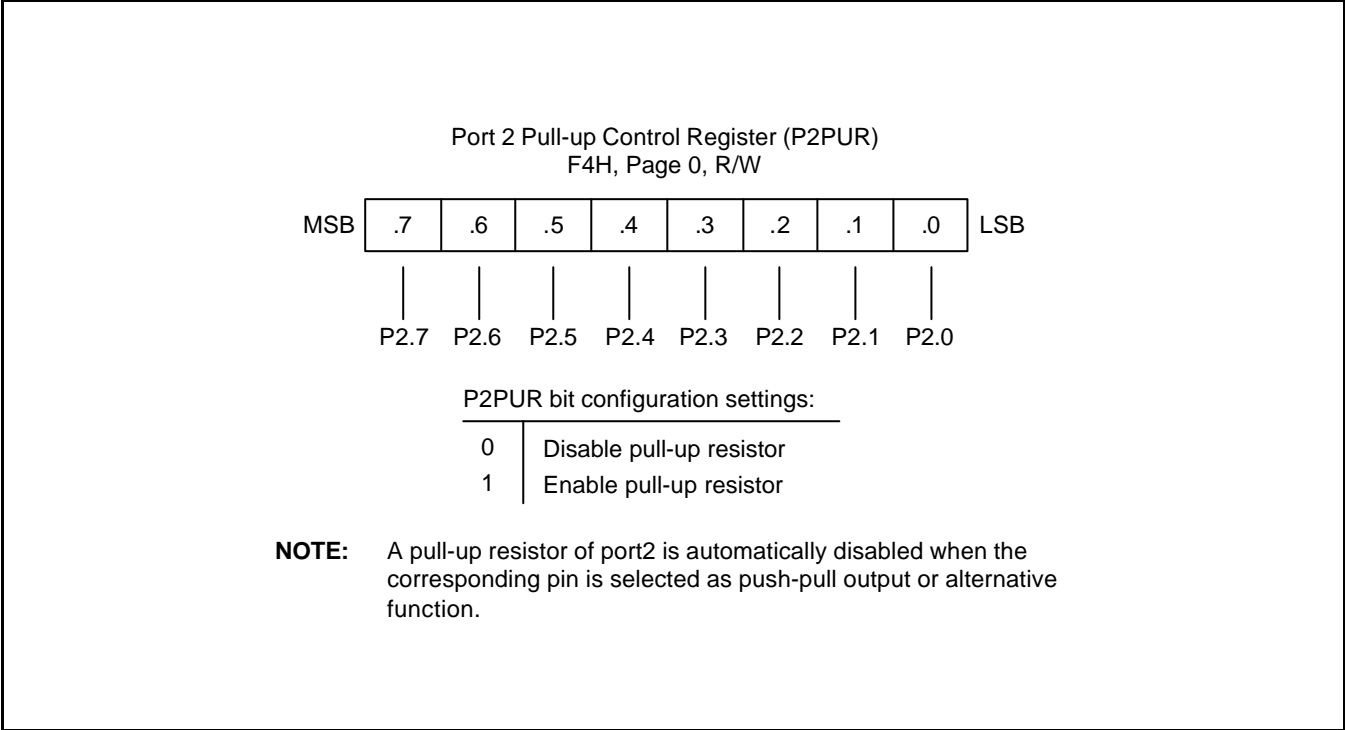 Port 2 Pull-up Control Register (P2PUR)
F4H, Page 0, R/W
MSB .7 .6 .5 .4 .3 .2 .1 .0 LSB
P2.7 P2.6 P2.5 P2.4 P2.3 P2.2 P2.1 P2.0
P2PUR bit configuration settings:
0 Disable pull-up resistor
1 Enable pull-up resistor
NOTE: A pull-up resistor of port2 is automatically disabled when the
corresponding pin is selected as push-pull output or alternative
function.